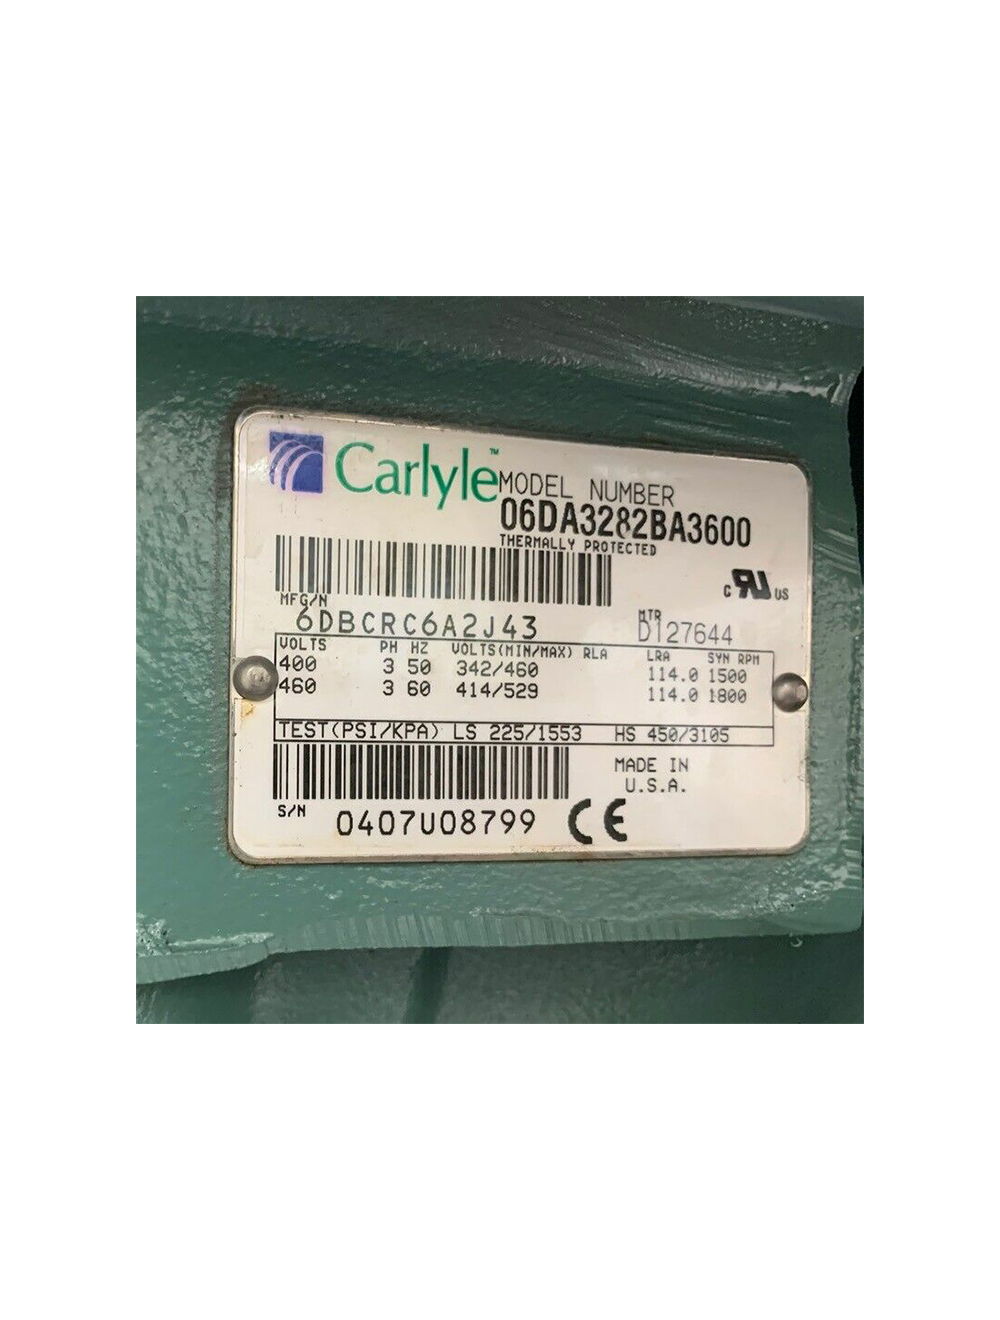 Carlyle™
MODEL NUMBER
06DA3282BA3600
THERMALLY PROTECTED
C RU US
MFG/N
6DBCRC6A2J43
MTR
D127644
VOLTS PH HZ VOLTS(MIN/MAX) RLA LRA SYN RPM
400 3 50 342/460 114.0 1500
460 3 60 414/529 114.0 1800
TEST(PSI/KPA) LS 225/1553 HS 450/3105
MADE IN
U.S.A.
S/N 0407U08799 CE